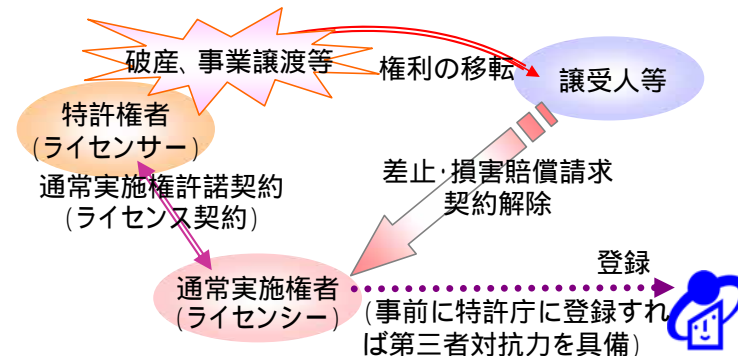 破産、事業譲渡等
権利の移転
譲受人等
特許権者
(ライセンサー)
通常実施権許諾契約
(ライセンス契約)
差止・損害賠償請求
契約解除
通常実施権者
(ライセンシー)
登録
(事前に特許庁に登録すれ
ば第三者対抗力を具備)